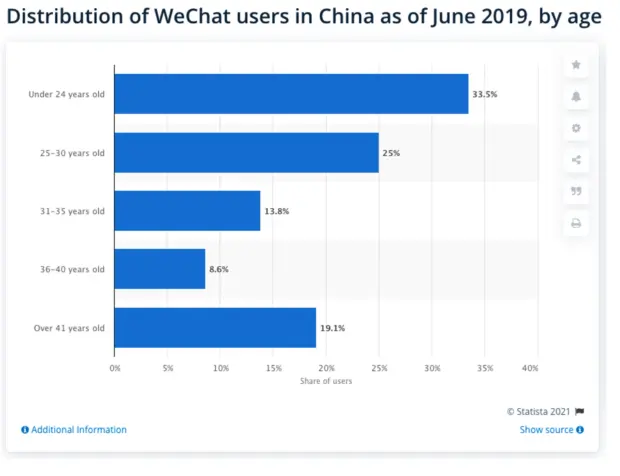 Distribution of WeChat users in China as of June 2019, by age
Under 24 years old
33.5%
25–30 years old
25%
31–35 years old
13.8%
36–40 years old
8.6%
Over 41 years old
19.1%
0% 5% 10% 15% 20% 25% 30% 35% 40%
Share of users
© Statista 2021
Additional Information
Show source